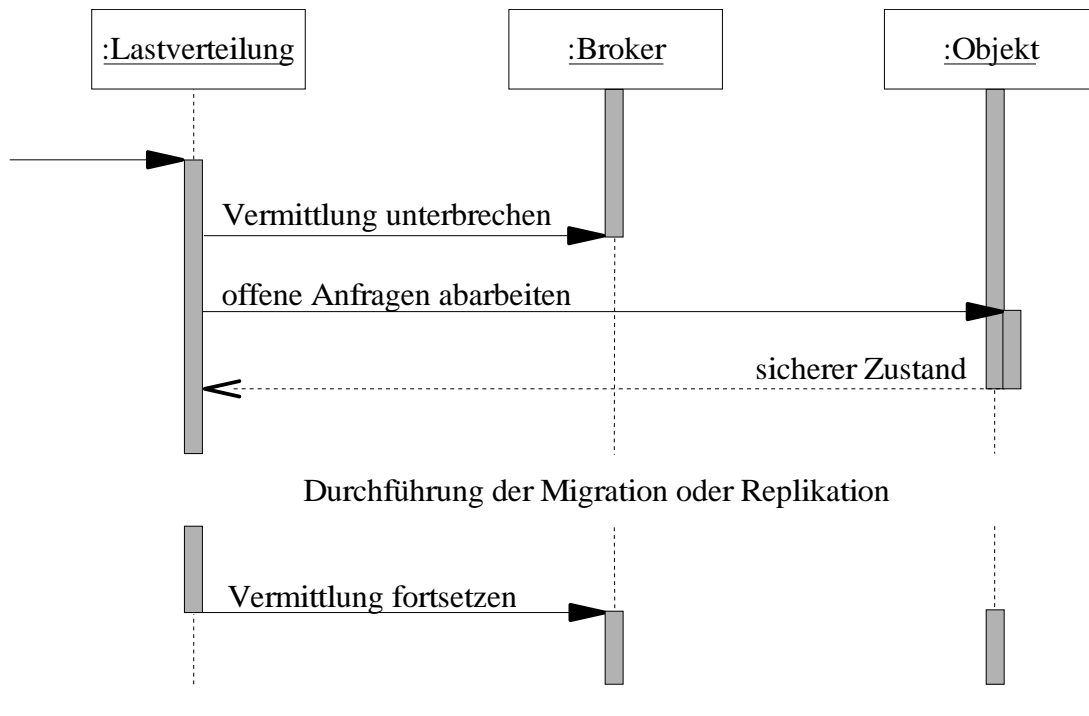 :Lastverteilung
:Broker
:Objekt
Vermittlung unterbrechen
offene Anfragen abarbeiten
sicherer Zustand
Durchführung der Migration oder Replikation
Vermittlung fortsetzen